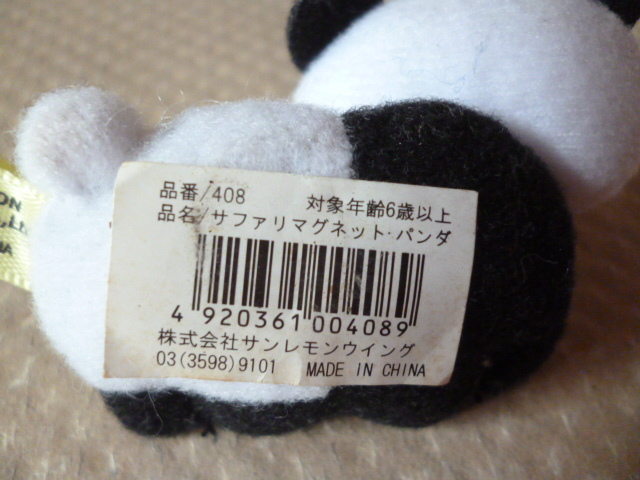 品番/408 対象年齢6歳以上
品名/サファリマグネット・パンダ
4 920361 004089
株式会社サンレモンウイング
03(3598)9101 MADE IN CHINA
ON